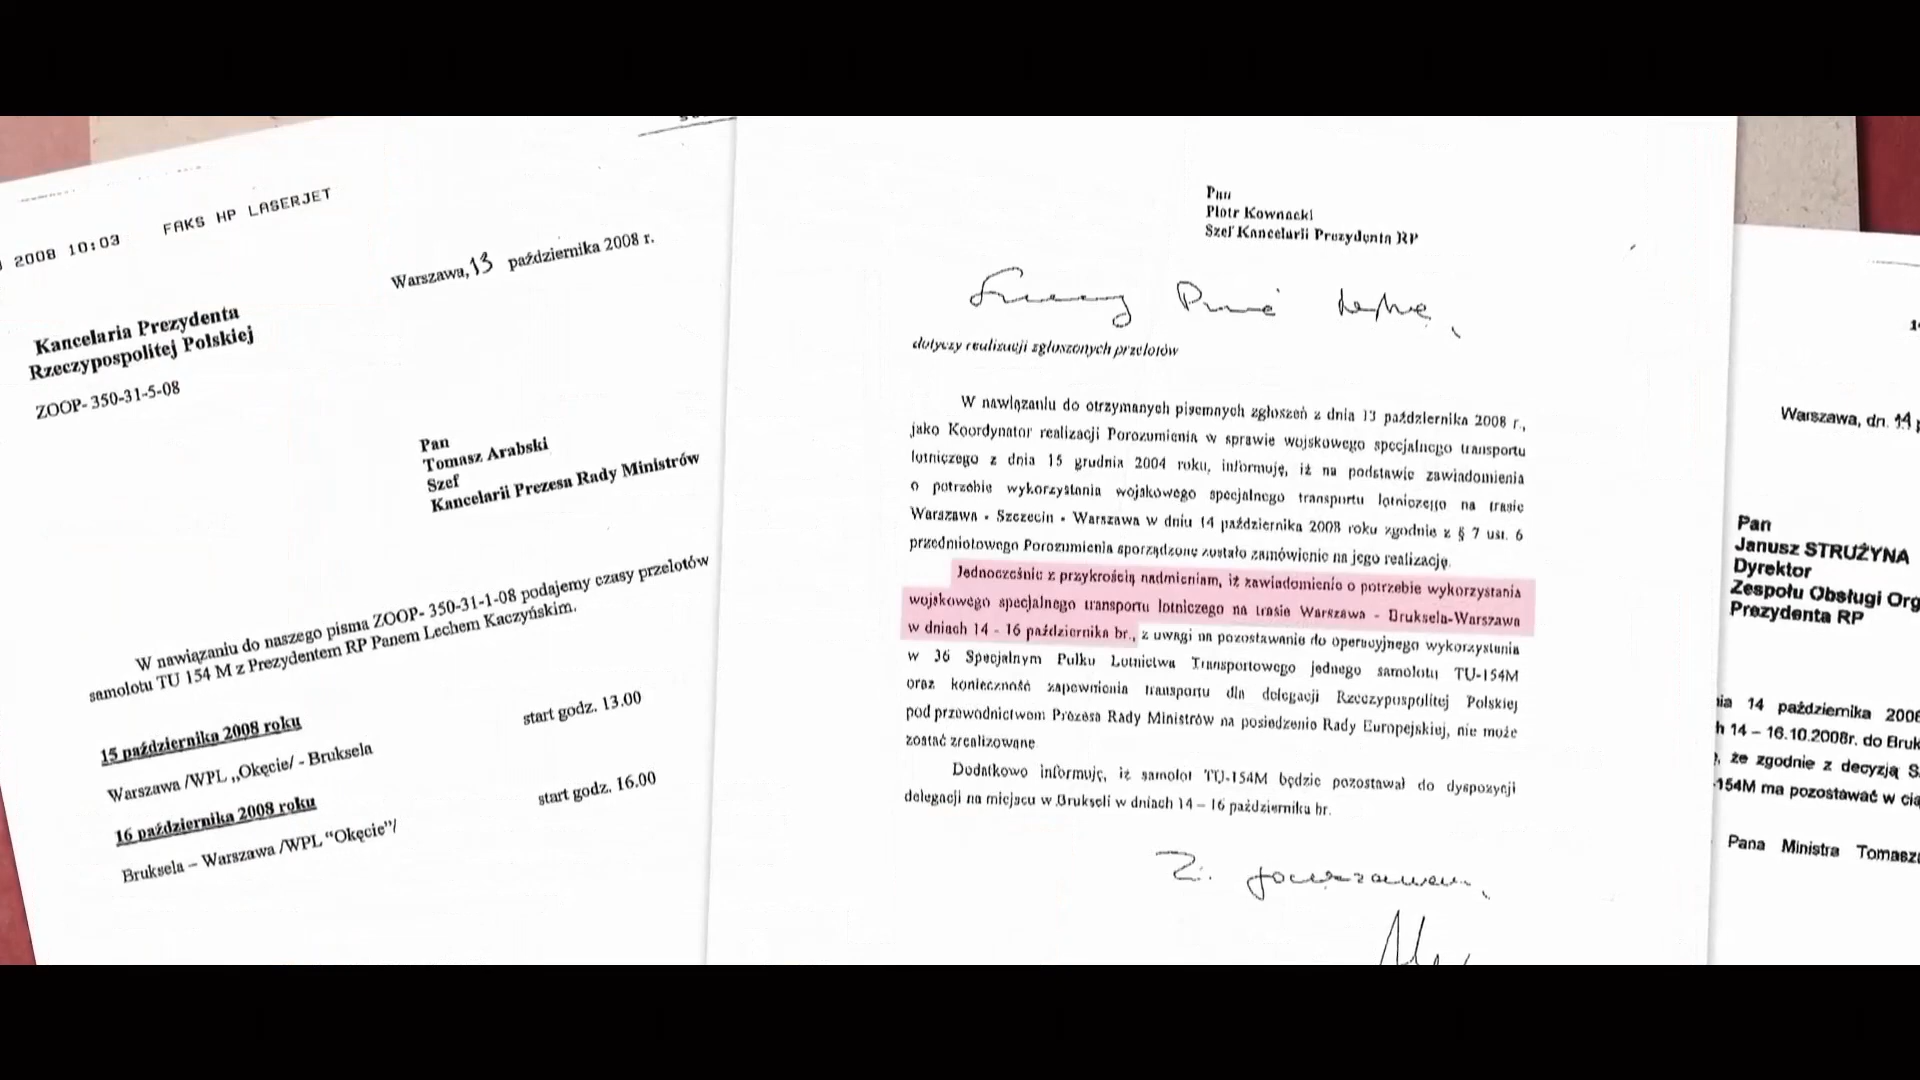 2008 10:03 FAKS HP LASERJET
Warszawa, 13 października 2008 r.
Kancelaria Prezydenta
Rzeczypospolitej Polskiej
ZOOP- 350-31-5-08
Pan
Tomasz Arabski
Szef
Kancelarii Prezesa Rady Ministrów
W nawiązaniu do naszego pisma ZOOP- 350-31-1-08 podajemy czasy przelotów
samolotu TU 154 M z Prezydentem RP Panem Lechem Kaczyńskim.
15 października 2008 roku
Warszawa /WPL „Okęcie/ - Bruksela start godz. 13.00
16 października 2008 roku
Bruksela – Warszawa /WPL “Okęcie”/ start godz. 16.00
Pan
Piotr Kownacki
Szef Kancelarii Prezydenta RP
Szanowny Panie
dotyczy realizacji zgłoszonych przelotów
W nawiązaniu do otrzymanych pisemnych zgłoszeń z dnia 13 października 2008 r.,
jako Koordynator realizacji Porozumienia w sprawie wojskowego specjalnego transportu
lotniczego z dnia 15 grudnia 2004 roku, informuję, iż na podstawie zawiadomienia
o potrzebie wykorzystania wojskowego specjalnego transportu lotniczego na trasie
Warszawa - Szczecin - Warszawa w dniu 14 października 2008 roku zgodnie z § 7 ust. 6
przedmiotowego Porozumienia sporządzone zostało zamówienie na jego realizację.
Jednocześnie z przykrością nadmieniam, iż zawiadomienie o potrzebie wykorzystania
wojskowego specjalnego transportu lotniczego na trasie Warszawa - Bruksela-Warszawa
w dniach 14 - 16 października br., z uwagi na pozostawanie do operacyjnego wykorzystania
w 36 Specjalnym Pułku Lotnictwa Transportowego jednego samolotu TU-154M
oraz konieczność zapewnienia transportu dla delegacji Rzeczypospolitej Polskiej
pod przewodnictwem Prezesa Rady Ministrów na posiedzenie Rady Europejskiej, nie może
zostać zrealizowane
Dodatkowo informuję, iż samolot TU-154M będzie pozostawał do dyspozycji
delegacji na miejscu w Brukseli w dniach 14 – 16 października br.
Z poważaniem,
Warszawa, dn. 14
Pan
Janusz STRUŻYNA
Dyrektor
Zespołu Obsługi Org
Prezydenta RP
14 października 2008
14 – 16.10.2008r. do Bruk
że zgodnie z decyzją S
154M ma pozostawać w cią
Pana Ministra Tomasz